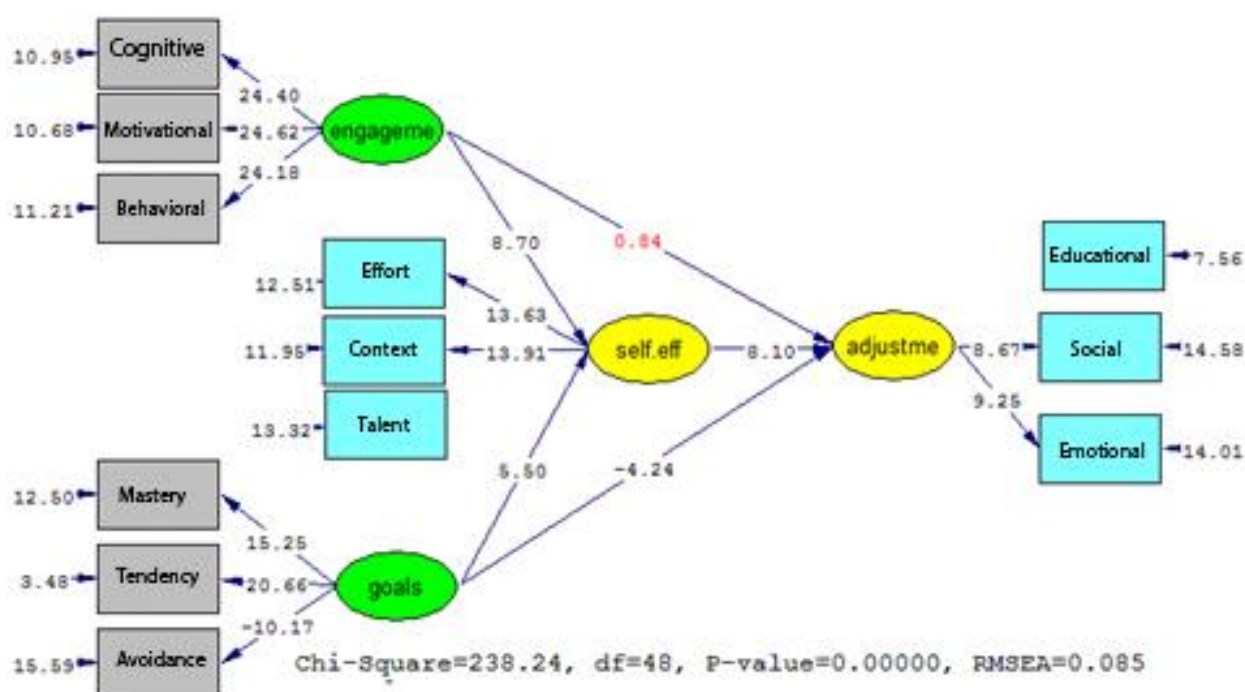 Cognitive
10.95
24.40
Motivational
10.68
24.62
engageme
24.18
Behavioral
11.21
8.70
0.84
Effort
12.51
13.63
Educational
7.56
Context
11.95
13.91
self.eff
8.10
adjustme
8.67
Social
14.58
Talent
13.32
9.25
Emotional
14.01
5.50
-4.24
Mastery
12.50
15.25
Tendency
3.48
20.66
goals
-10.17
Avoidance
15.59
Chi-Square=238.24, df=48, P-value=0.00000, RMSEA=0.085